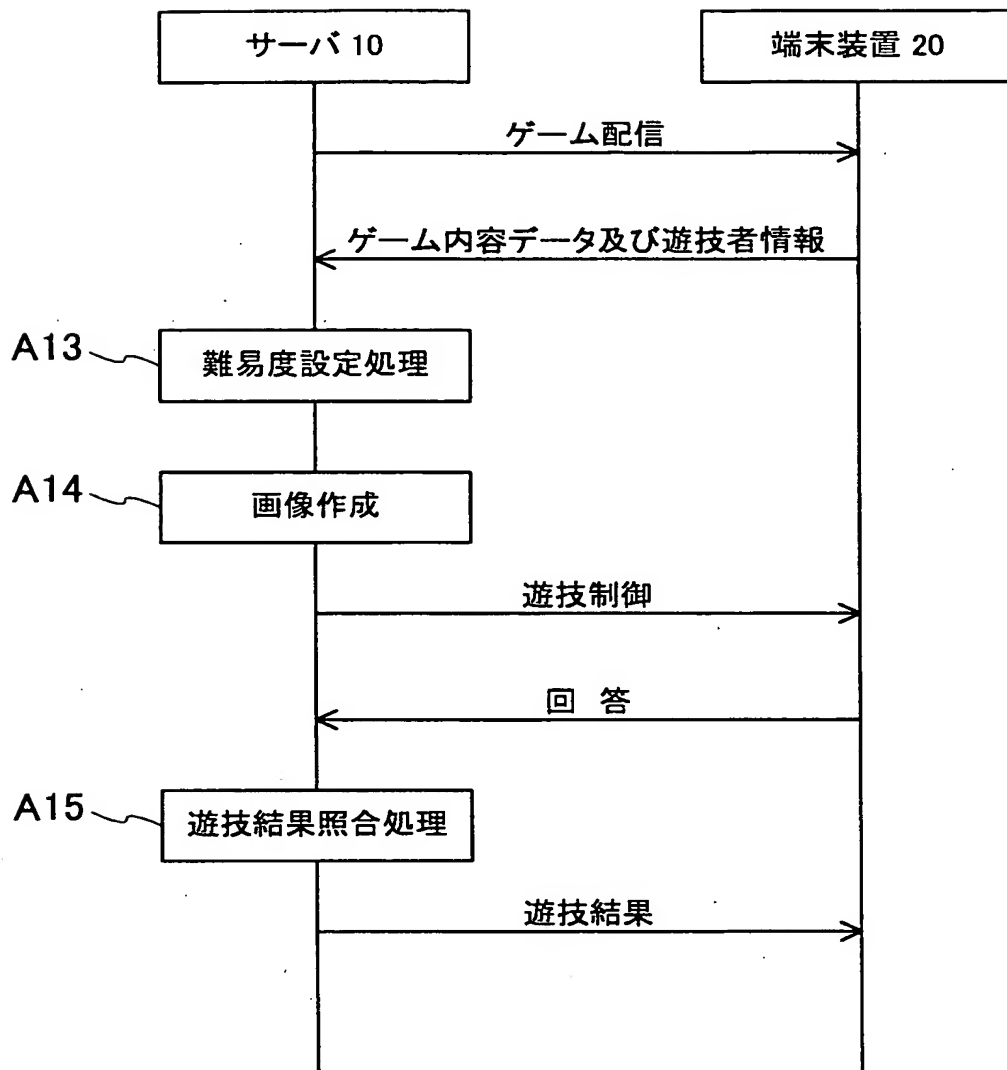 サーバ 10
端末装置 20
ゲーム配信
ゲーム内容データ及び遊技者情報
A13
難易度設定処理
A14
画像作成
遊技制御
回 答
A15
遊技結果照合処理
遊技結果